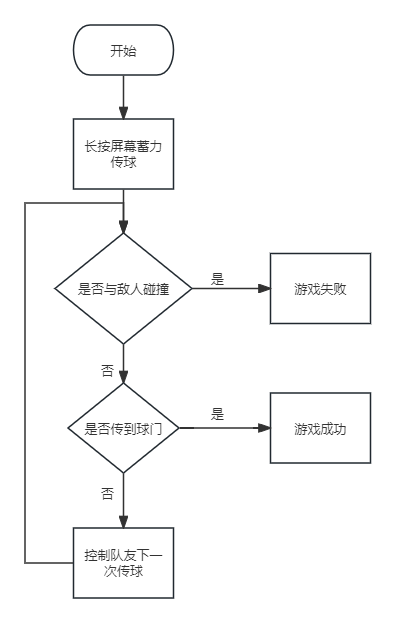 开始
长按屏幕蓄力
传球
是否与敌人碰撞
是
游戏失败
否
是否传到球门
是
游戏成功
否
控制队友下一
次传球